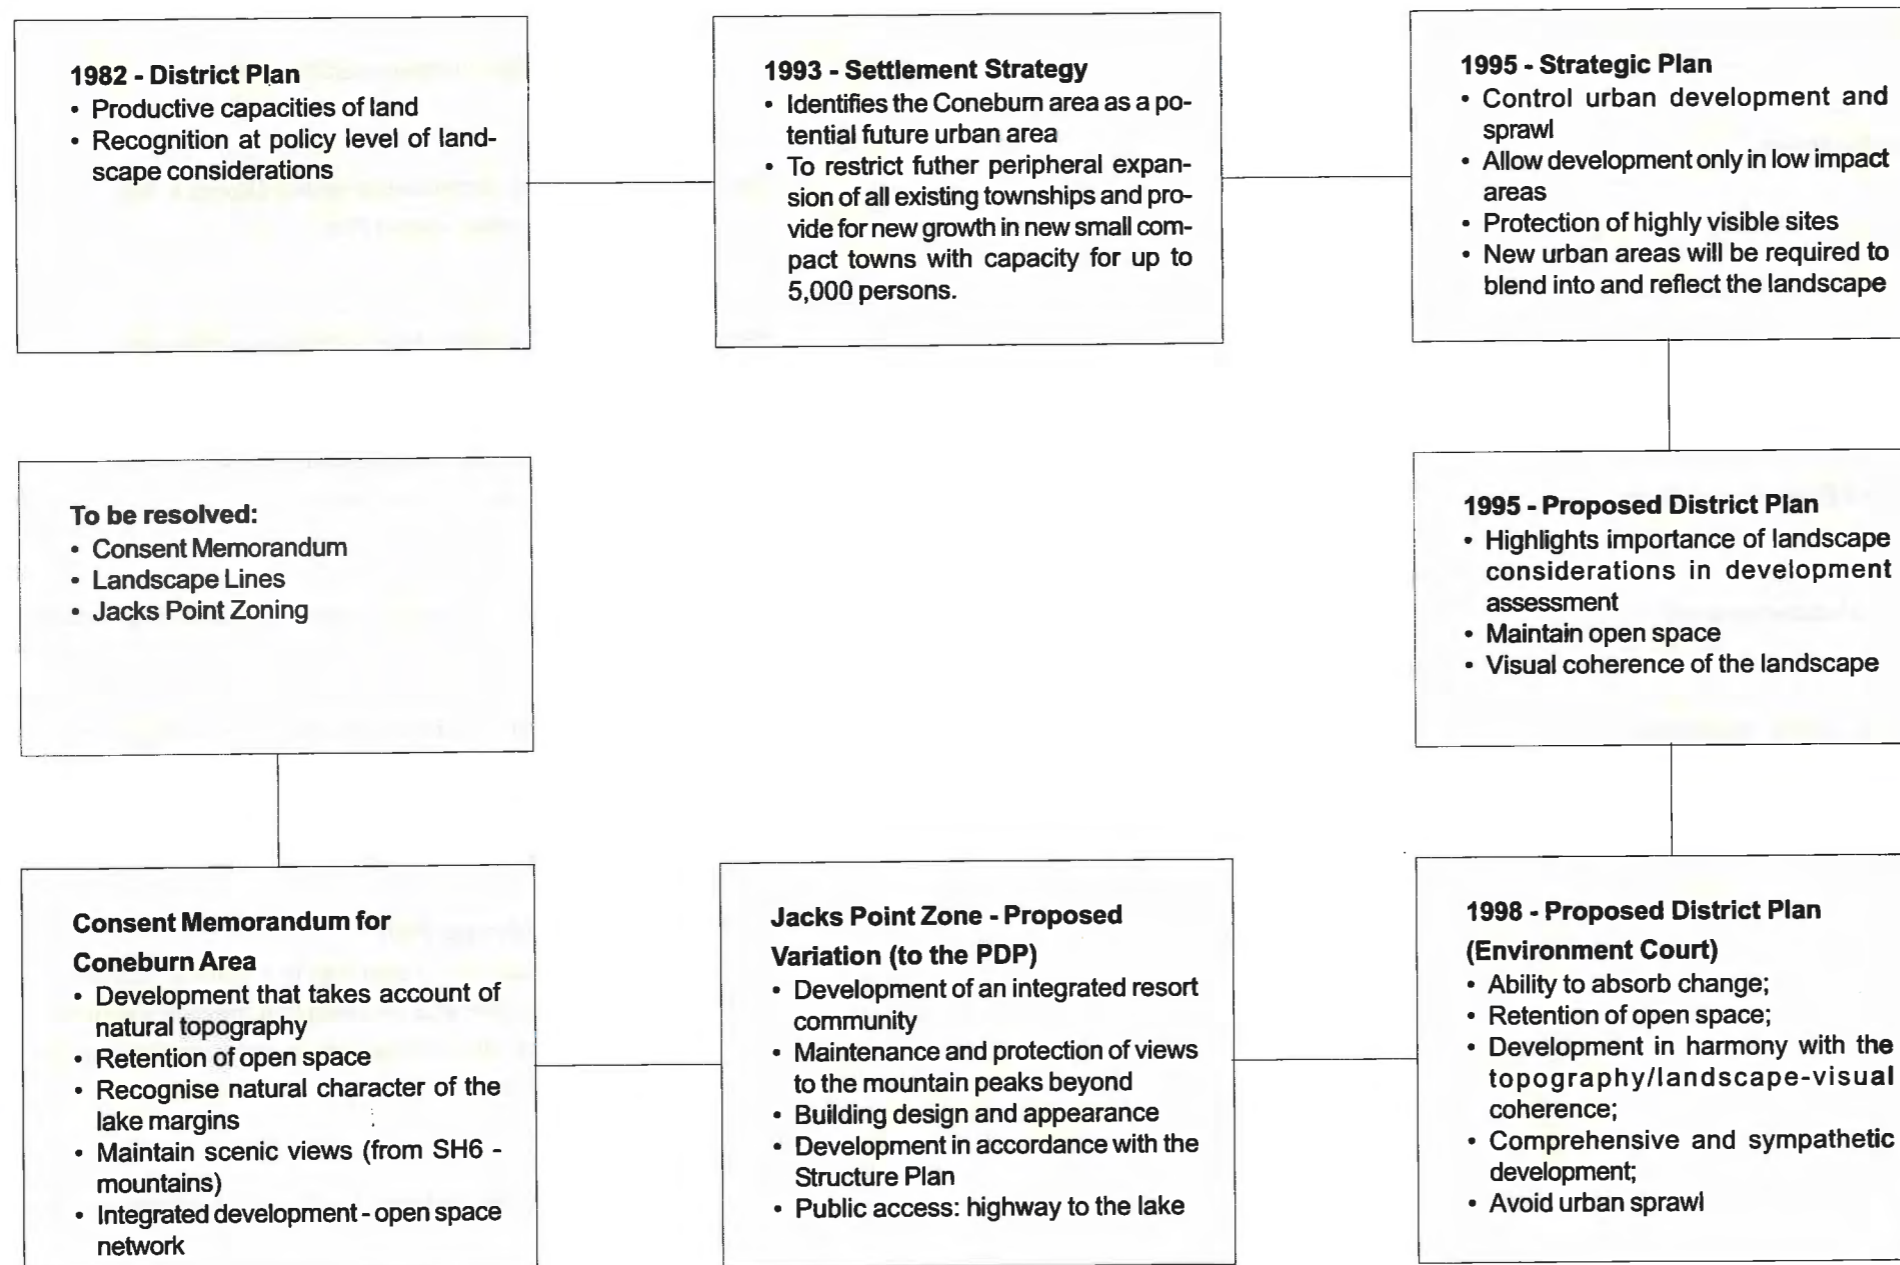 1982 - District Plan
• Productive capacities of land
• Recognition at policy level of land-
scape considerations
1993 - Settlement Strategy
• Identifies the Coneburn area as a po-
tential future urban area
• To restrict futher peripheral expan-
sion of all existing townships and pro-
vide for new growth in new small com-
pact towns with capacity for up to
5,000 persons.
1995 - Strategic Plan
• Control urban development and
sprawl
• Allow development only in low impact
areas
• Protection of highly visible sites
• New urban areas will be required to
blend into and reflect the landscape
1995 - Proposed District Plan
• Highlights importance of landscape
considerations in development
assessment
• Maintain open space
• Visual coherence of the landscape
1998 - Proposed District Plan
(Environment Court)
• Ability to absorb change;
• Retention of open space;
• Development in harmony with the
topography/landscape-visual
coherence;
• Comprehensive and sympathetic
development;
• Avoid urban sprawl
Jacks Point Zone - Proposed
Variation (to the PDP)
• Development of an integrated resort
community
• Maintenance and protection of views
to the mountain peaks beyond
• Building design and appearance
• Development in accordance with the
Structure Plan
• Public access: highway to the lake
Consent Memorandum for
Coneburn Area
• Development that takes account of
natural topography
• Retention of open space
• Recognise natural character of the
lake margins
• Maintain scenic views (from SH6 -
mountains)
• Integrated development - open space
network
To be resolved:
• Consent Memorandum
• Landscape Lines
• Jacks Point Zoning